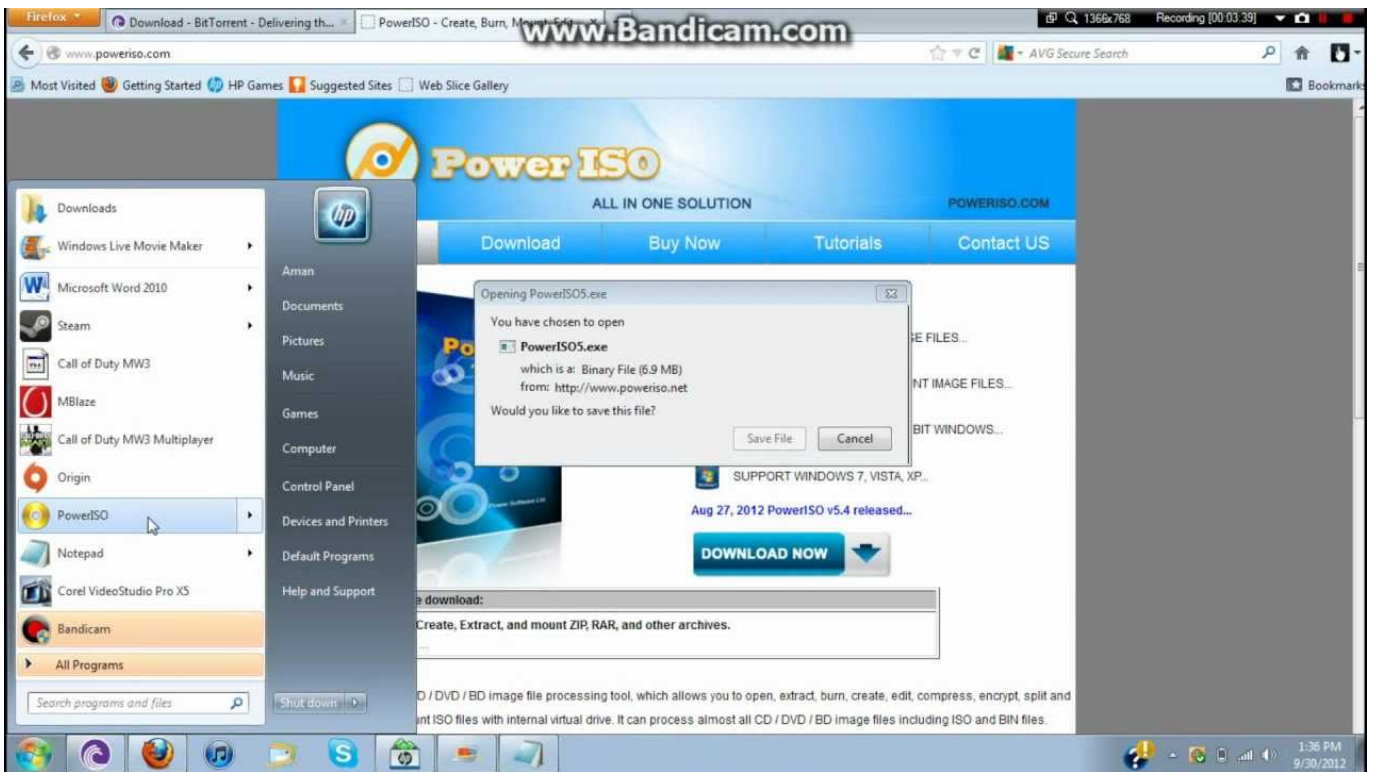 Firefox
Download - BitTorrent - Delivering th...
PowerISO - Create, Burn, Mount, Edit...
www.Bandicam.com
1366x768
Recording [00:03:39]
www.poweriso.com
AVG Secure Search
Most Visited
Getting Started
HP Games
Suggested Sites
Web Slice Gallery
Bookmarks
Power ISO
ALL IN ONE SOLUTION
POWERISO.COM
Download
Buy Now
Tutorials
Contact US
Downloads
Windows Live Movie Maker
Microsoft Word 2010
Steam
Call of Duty MW3
MBlaze
Call of Duty MW3 Multiplayer
Origin
PowerISO
Notepad
Corel VideoStudio Pro X5
Bandicam
All Programs
Search programs and files
hp
Aman
Documents
Pictures
Music
Games
Computer
Control Panel
Devices and Printers
Default Programs
Help and Support
Shut down
Opening PowerISO5.exe
You have chosen to open
PowerISO5.exe
which is a: Binary File (6.9 MB)
from: http://www.poweriso.net
Would you like to save this file?
Save File
Cancel
GE FILES...
NT IMAGE FILES...
BIT WINDOWS...
SUPPORT WINDOWS 7, VISTA, XP...
Aug 27, 2012 PowerISO v5.4 released...
DOWNLOAD NOW
e download:
Create, Extract, and mount ZIP, RAR, and other archives.
...
D / DVD / BD image file processing tool, which allows you to open, extract, burn, create, edit, compress, encrypt, split and
unt ISO files with internal virtual drive. It can process almost all CD / DVD / BD image files including ISO and BIN files.
1:36 PM
9/30/2012